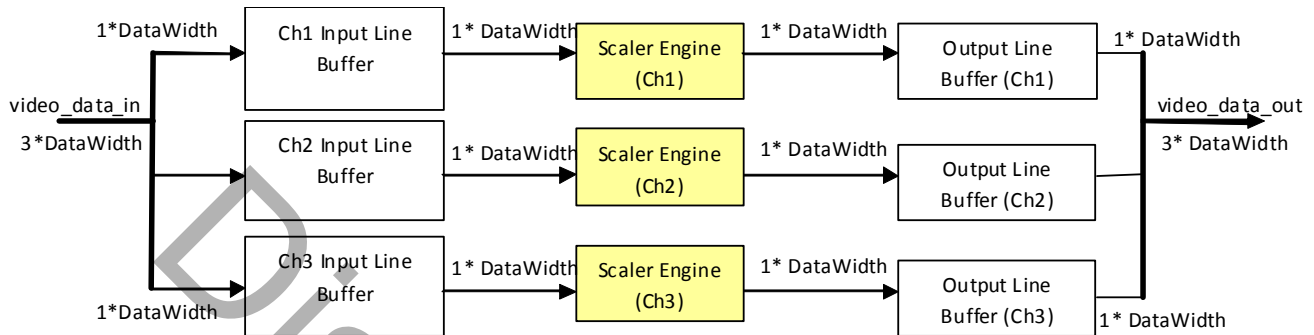 1*DataWidth
Ch1 Input Line
Buffer
1* DataWidth
Scaler Engine
(Ch1)
1* DataWidth
Output Line
Buffer (Ch1)
1* DataWidth
video_data_in
3*DataWidth
Ch2 Input Line
Buffer
1* DataWidth
Scaler Engine
(Ch2)
1* DataWidth
Output Line
Buffer (Ch2)
video_data_out
3* DataWidth
1*DataWidth
Ch3 Input Line
Buffer
1* DataWidth
Scaler Engine
(Ch3)
1* DataWidth
Output Line
Buffer (Ch3)
1* DataWidth
Dis